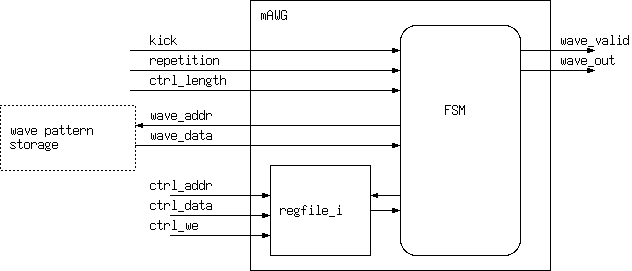 mAWG
kick
repetition
ctrl_length
wave_valid
wave_out
FSM
wave_addr
wave_data
wave pattern
storage
ctrl_addr
ctrl_data
ctrl_we
regfile_i